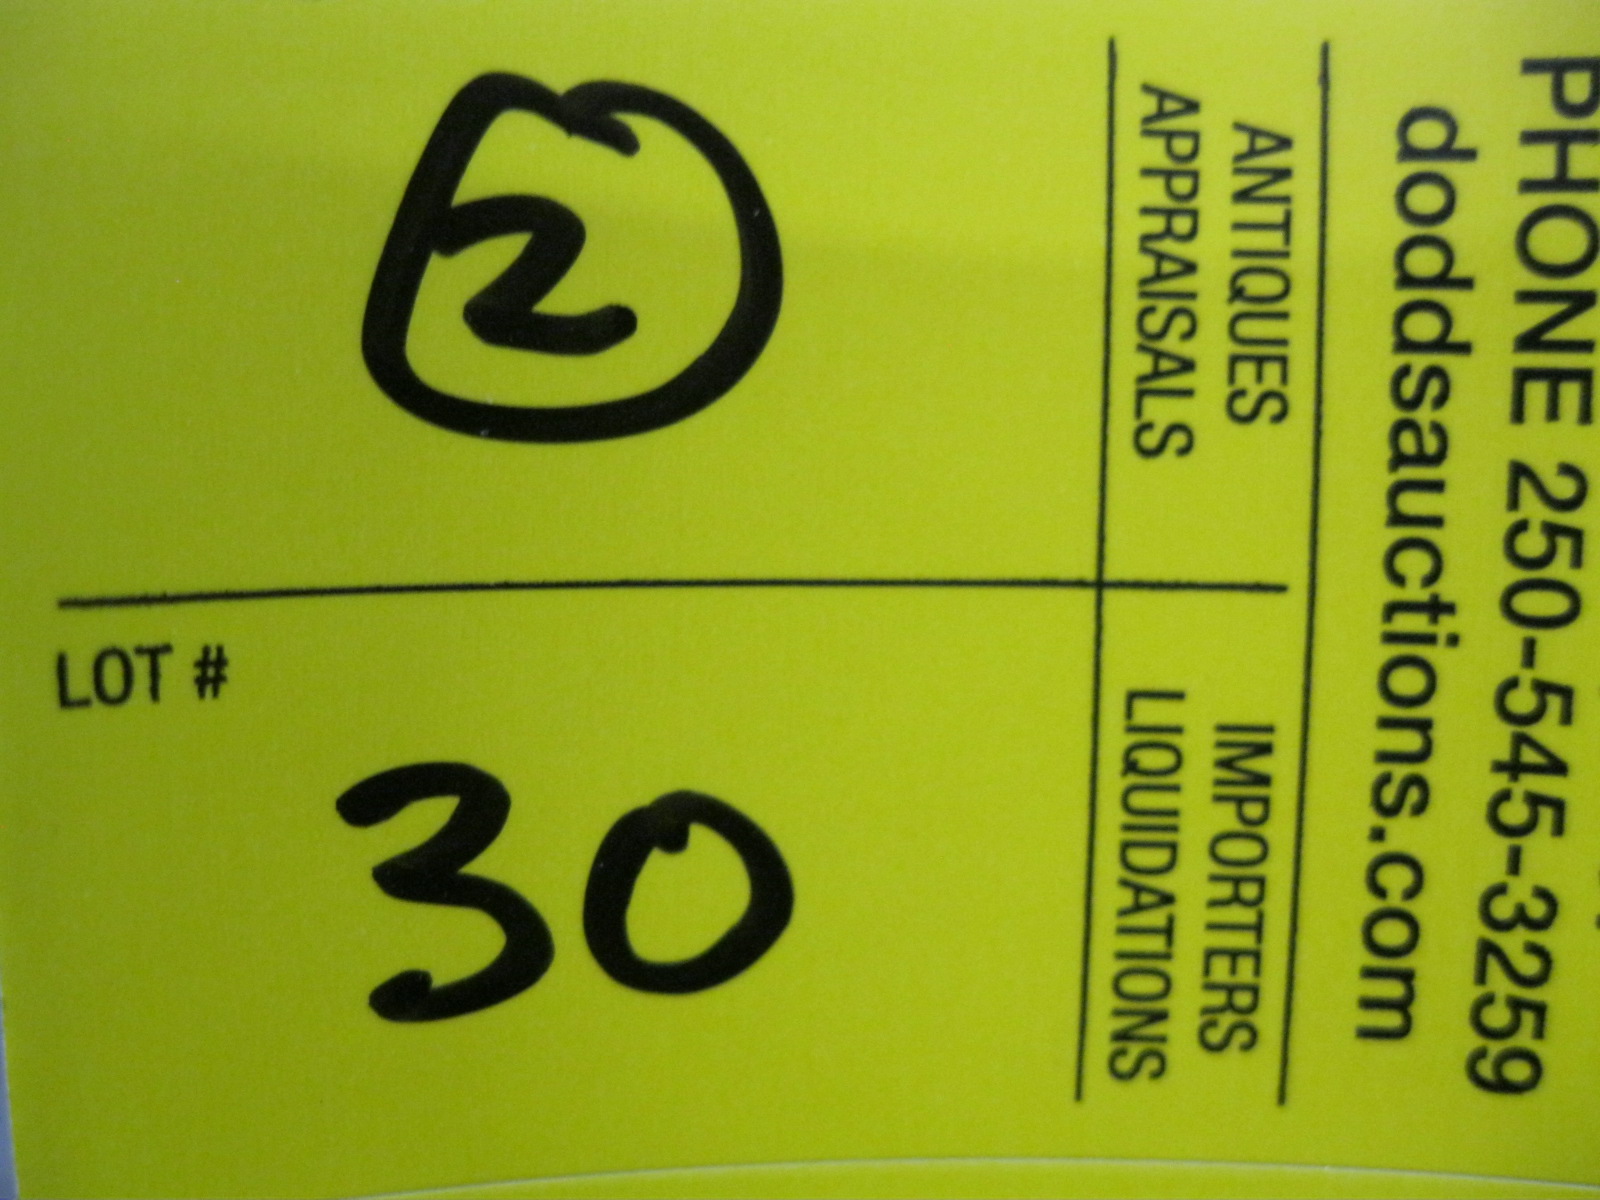 PHONE 250-545-3259
doddsauctions.com
ANTIQUES
APPRAISALS
IMPORTERS
LIQUIDATIONS
2
LOT #
30